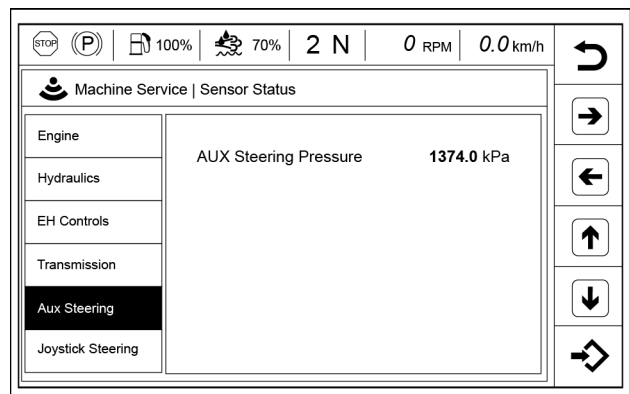 STOP P 100% 70% 2 N 0 RPM 0.0 km/h
Machine Service | Sensor Status
Engine
AUX Steering Pressure 1374.0 kPa
Hydraulics
EH Controls
Transmission
Aux Steering
Joystick Steering